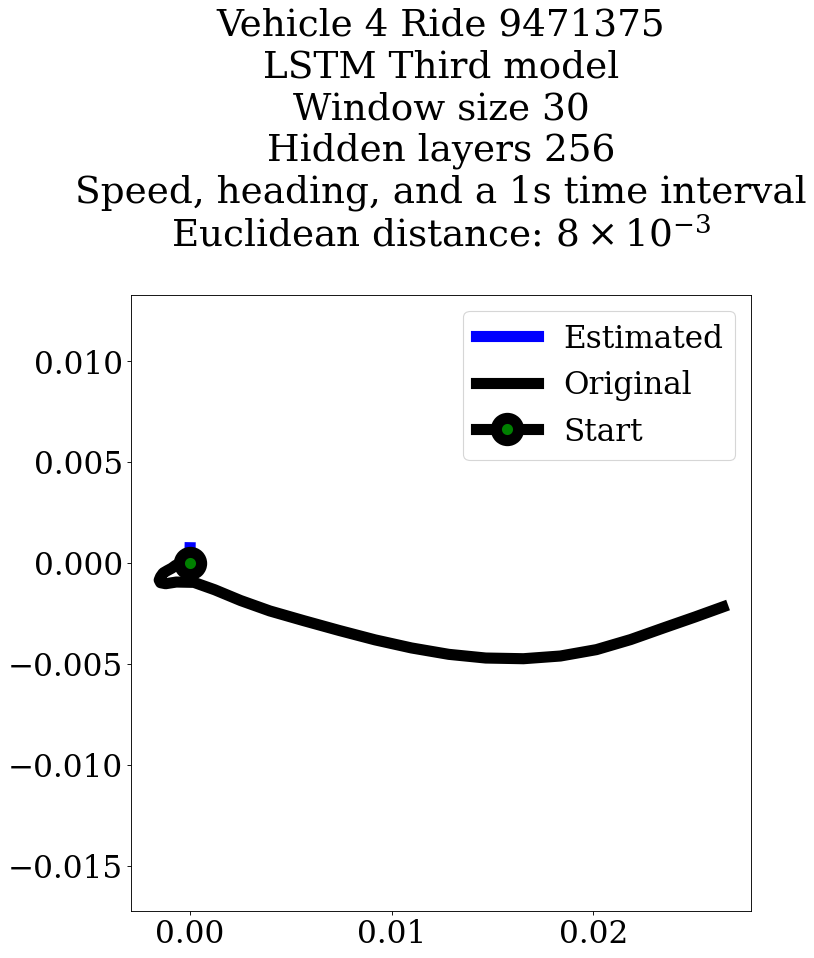 Vehicle 4 Ride 9471375
LSTM Third model
Window size 30
Hidden layers 256
Speed, heading, and a 1s time interval
Euclidean distance: 8 × 10⁻³
Estimated
Original
Start
0.010
0.005
0.000
−0.005
−0.010
−0.015
0.00 0.01 0.02